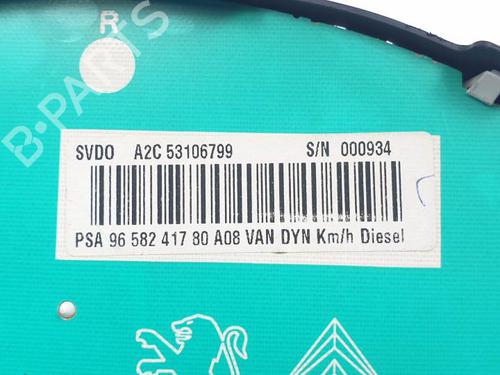 R
B-PARTS
SVDO A2C 53106799 S/N 000934
PSA 96 582 417 80 A08 VAN DYN Km/h Diesel